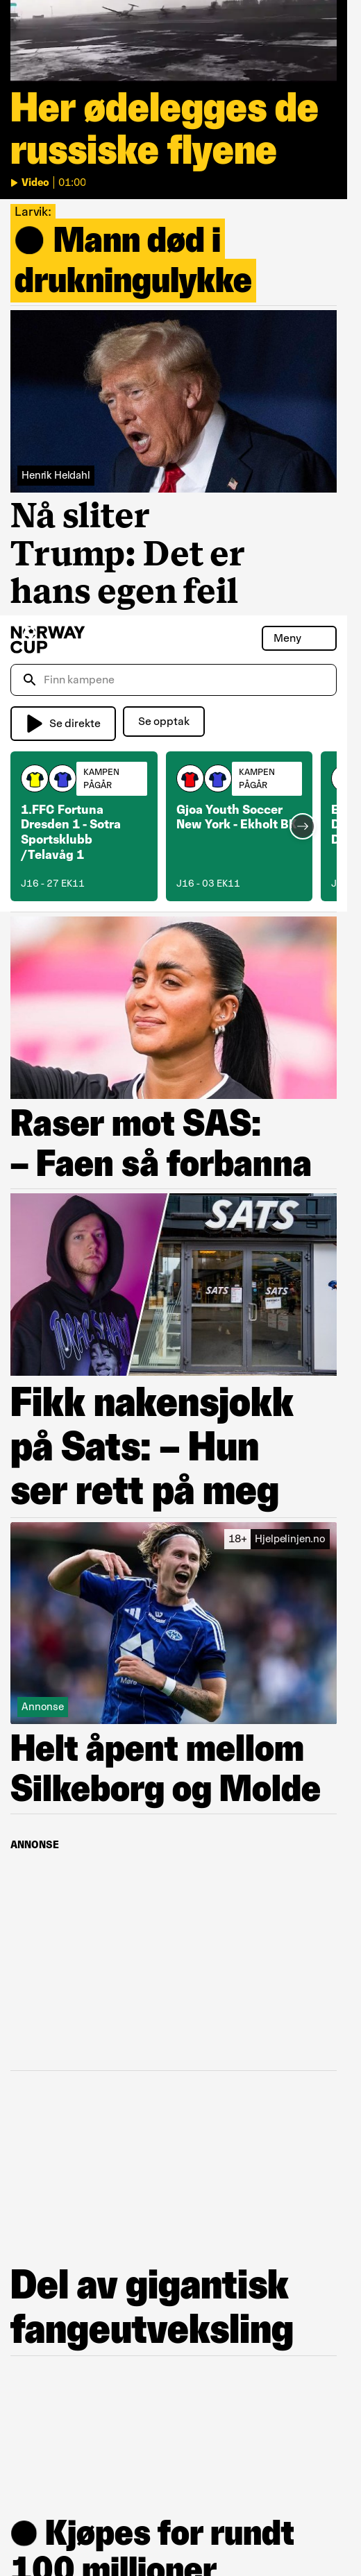 Her ødelegges de
russiske flyene
Video | 01:00
Larvik:
Mann død i
drukningulykke
Henrik Heldahl
Nå sliter
Trump: Det er
hans egen feil
NORWAY
CUP
Meny
Finn kampene
Se direkte
Se opptak
KAMPEN
PÅGÅR
1.FFC Fortuna
Dresden 1 - Sotra
Sportsklubb
/Telavåg 1
J16 - 27 EK11
KAMPEN
PÅGÅR
Gjoa Youth Soccer
New York - Ekholt
J16 - 03 EK11
Raser mot SAS:
– Faen så forbanna
SATS
SATS
SATS
Fikk nakensjokk
på Sats: – Hun
ser rett på meg
18+ Hjelpelinjen.no
Annonse
Helt åpent mellom
Silkeborg og Molde
ANNONSE
Del av gigantisk
fangeutveksling
Kjøpes for rundt
100 millioner